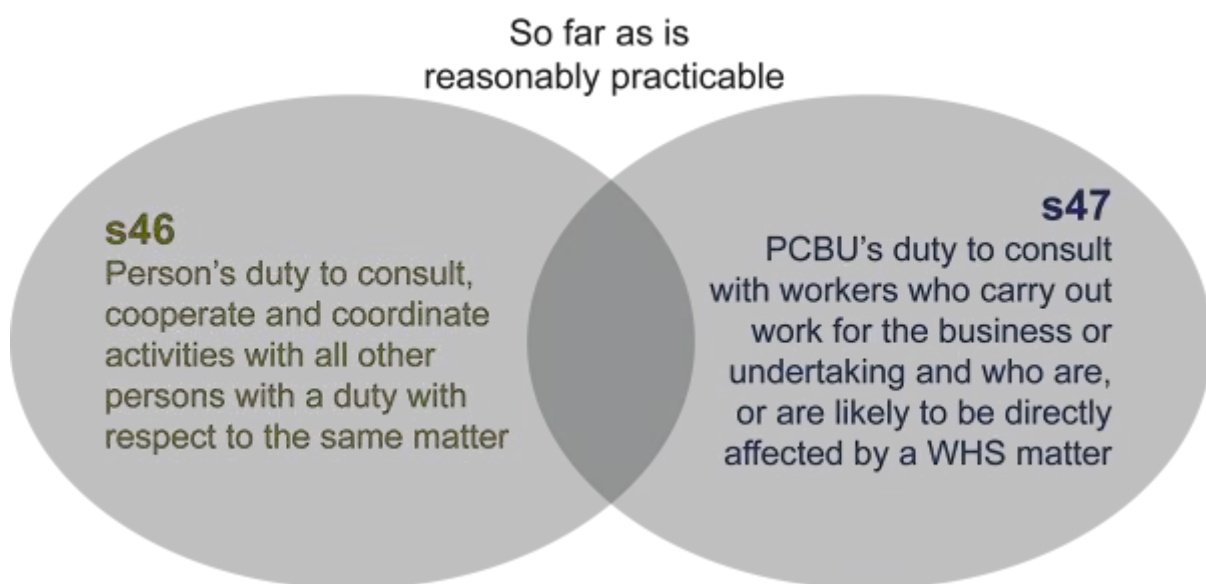 So far as is
reasonably practicable
s46
Person's duty to consult,
cooperate and coordinate
activities with all other
persons with a duty with
respect to the same matter
s47
PCBU's duty to consult
with workers who carry out
work for the business or
undertaking and who are,
or are likely to be directly
affected by a WHS matter